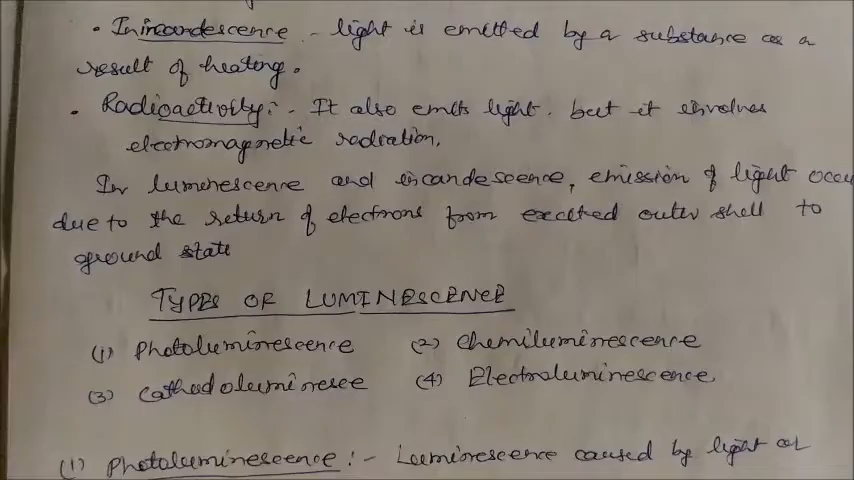 • Inincandescence - light is emitted by a substance as a
result of heating.
• Radioactivity:- It also emits light. but it involves
electromagnetic radiation.
In luminescence and incandescence, emission of light occu
due to the return of electrons from excited outer shell to
ground state
TYPES OF LUMINESCENCE
(1) Photoluminescence (2) Chemiluminescence
(3) Cathodoluminesee (4) Electroluminescence.
(1) Photoluminescence :- Luminescence caused by light or